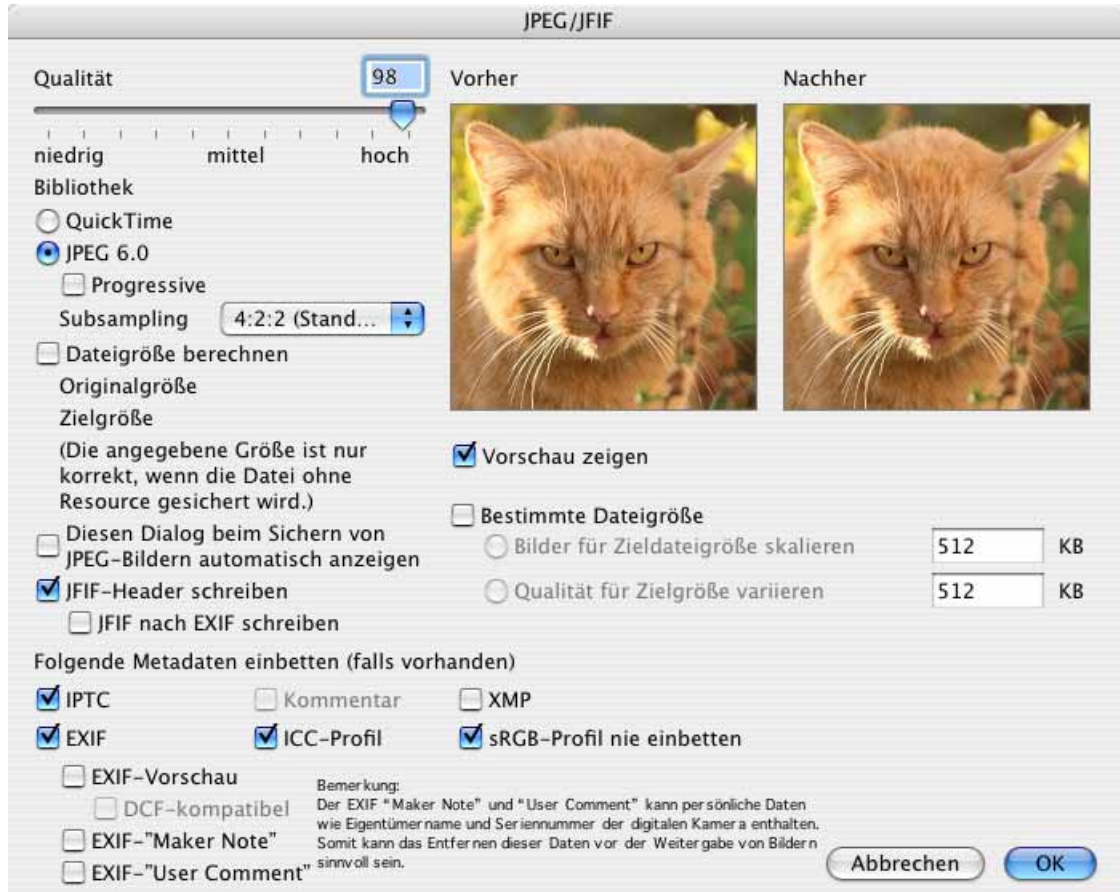 JPEG/JFIF
Qualität
98
niedrig mittel hoch
Bibliothek
QuickTime
JPEG 6.0
Progressive
Subsampling 4:2:2 (Stand...
Dateigröße berechnen
Originalgröße
Zielgröße
(Die angegebene Größe ist nur
korrekt, wenn die Datei ohne
Resource gesichert wird.)
Diesen Dialog beim Sichern von
JPEG-Bildern automatisch anzeigen
JFIF-Header schreiben
JFIF nach EXIF schreiben
Vorher
Nachher
Vorschau zeigen
Bestimmte Dateigröße
Bilder für Zieldateigröße skalieren 512 KB
Qualität für Zielgröße variieren 512 KB
Folgende Metadaten einbetten (falls vorhanden)
IPTC Kommentar XMP
EXIF ICC-Profil sRGB-Profil nie einbetten
EXIF-Vorschau
DCF-kompatibel
EXIF-"Maker Note"
EXIF-"User Comment"
Bemerkung:
Der EXIF "Maker Note" und "User Comment" kann persönliche Daten
wie Eigentümername und Seriennummer der digitalen Kamera enthalten.
Somit kann das Entfernen dieser Daten vor der Weitergabe von Bildern
sinnvoll sein.
Abbrechen OK